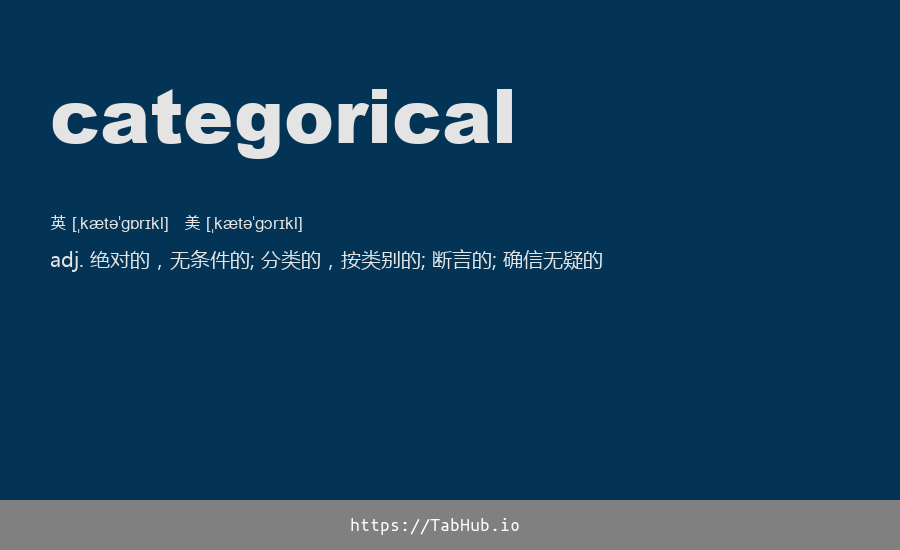 categorical
英 [ˌkætəˈɡɒrɪkl] 美 [ˌkætəˈɡɔrɪkl]
adj. 绝对的，无条件的; 分类的，按类别的; 断言的; 确信无疑的
https://TabHub.io